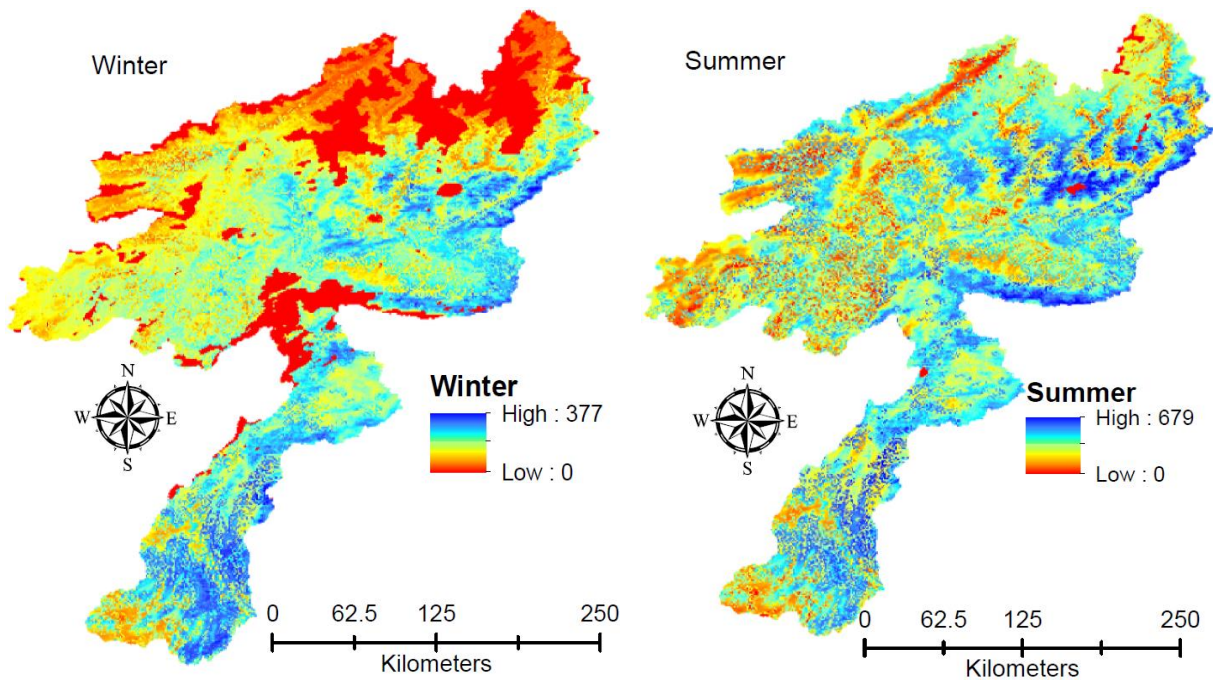 Winter
N
W E
S
Winter
High : 377
Low : 0
0 62.5 125 250
Kilometers
Summer
N
W E
S
Summer
High : 679
Low : 0
0 62.5 125 250
Kilometers